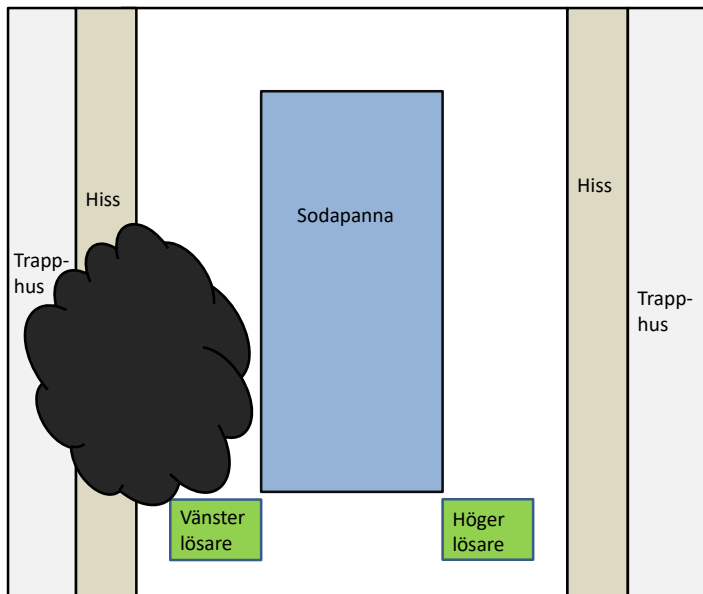 Hiss
Sodapanna
Hiss
Trapp-
hus
Trapp-
hus
Vänster
lösare
Höger
lösare